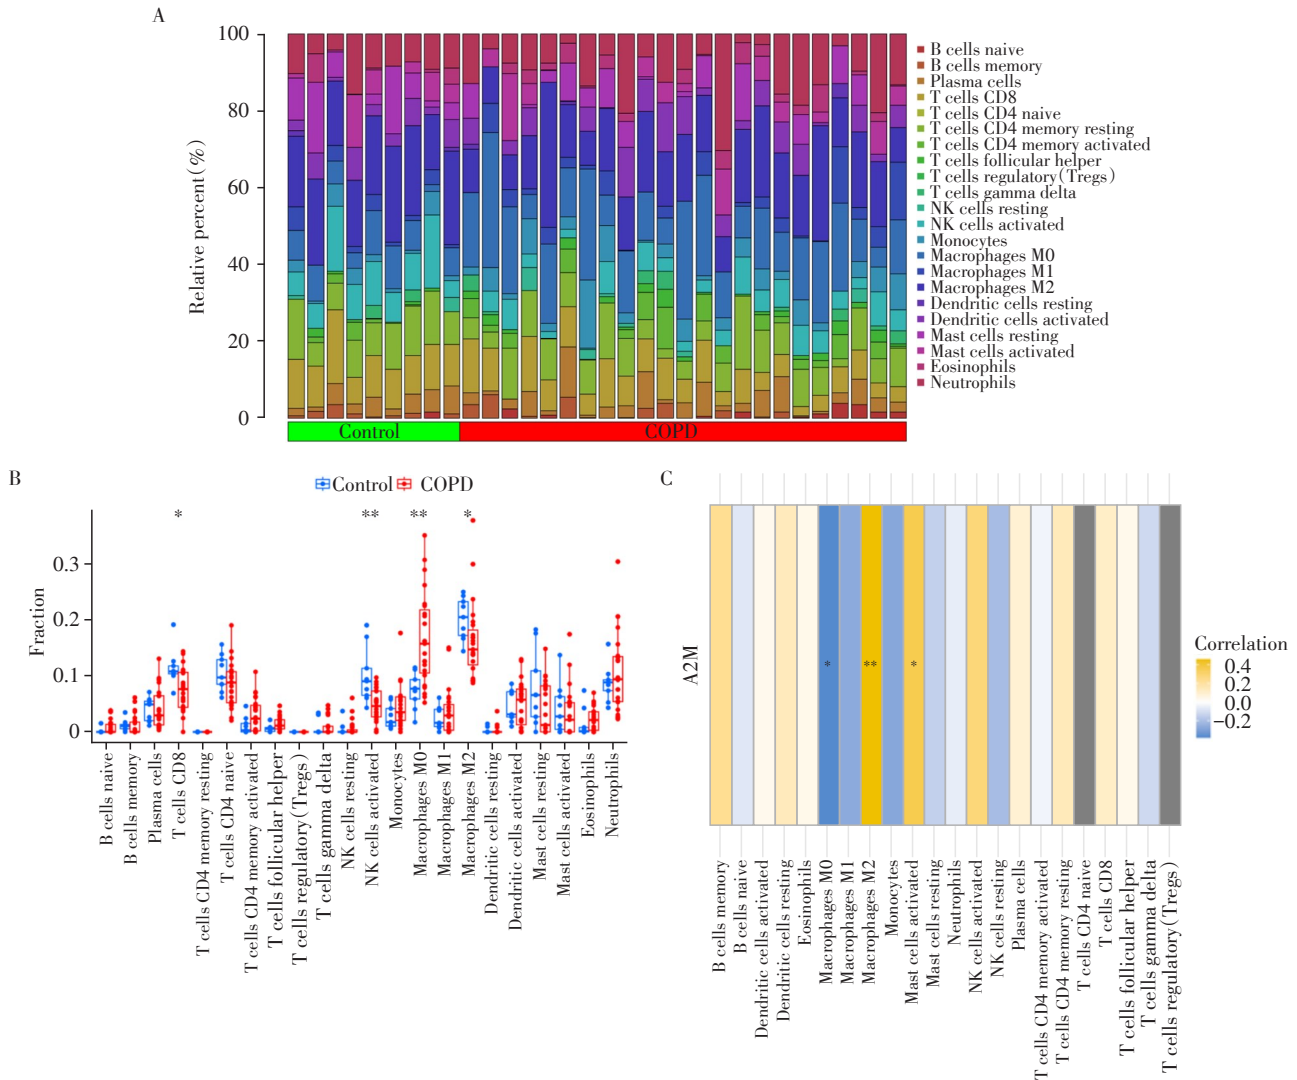 A
100
80
60
40
20
0
Relative percent(%)
Control
COPD
B cells naive
B cells memory
Plasma cells
T cells CD8
T cells CD4 naive
T cells CD4 memory resting
T cells CD4 memory activated
T cells follicular helper
T cells regulatory(Tregs)
T cells gamma delta
NK cells resting
NK cells activated
Monocytes
Macrophages M0
Macrophages M1
Macrophages M2
Dendritic cells resting
Dendritic cells activated
Mast cells resting
Mast cells activated
Eosinophils
Neutrophils
B
Control COPD
* ** ** *
0.3
0.2
0.1
0
Fraction
B cells naive
B cells memory
Plasma cells
T cells CD8
T cells CD4 memory resting
T cells CD4 naive
T cells CD4 memory activated
T cells follicular helper
T cells regulatory(Tregs)
T cells gamma delta
NK cells resting
NK cells activated
Monocytes
Macrophages M0
Macrophages M1
Macrophages M2
Dendritic cells resting
Dendritic cells activated
Mast cells resting
Mast cells activated
Eosinophils
Neutrophils
C
A2M
* ** *
Correlation
0.4
0.2
0.0
−0.2
B cells memory
B cells naive
Dendritic cells activated
Dendritic cells resting
Eosinophils
Macrophages M0
Macrophages M1
Macrophages M2
Monocytes
Mast cells activated
Mast cells resting
Neutrophils
NK cells activated
NK cells resting
Plasma cells
T cells CD4 memory activated
T cells CD4 memory resting
T cells CD4 naive
T cells CD8
T cells follicular helper
T cells gamma delta
T cells regulatory(Tregs)